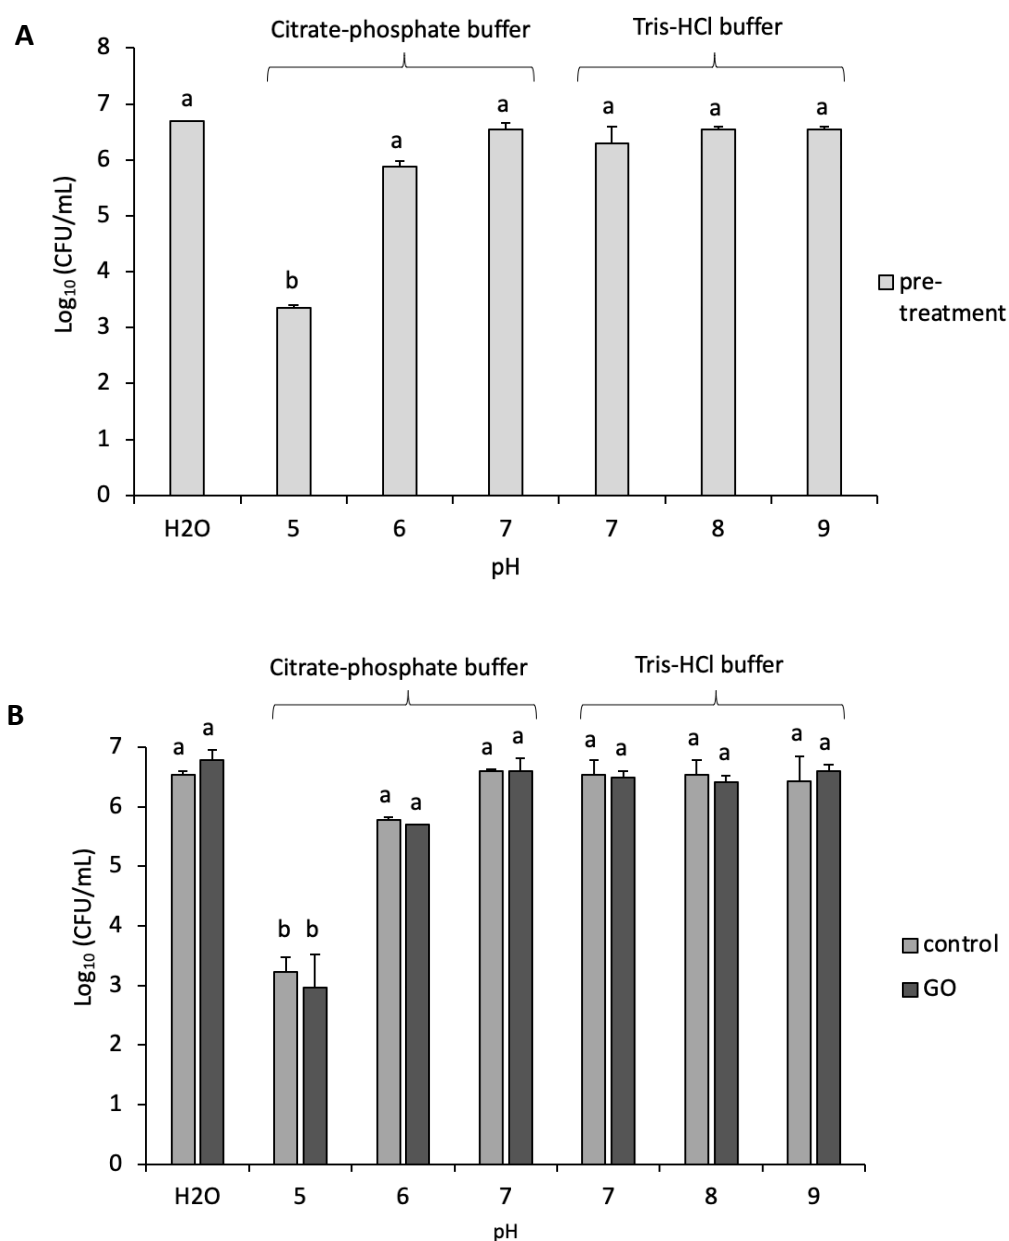 A
Citrate-phosphate buffer
Tris-HCl buffer
8
7
6
5
4
3
2
1
0
Log₁₀ (CFU/mL)
a
b
a
a
a
a
a
pre-
treatment
H2O
5
6
7
7
8
9
pH
B
Citrate-phosphate buffer
Tris-HCl buffer
7
6
5
4
3
2
1
0
Log₁₀ (CFU/mL)
a a
b b
a a
a a
a a
a a
a a
control
GO
H2O
5
6
7
7
8
9
pH